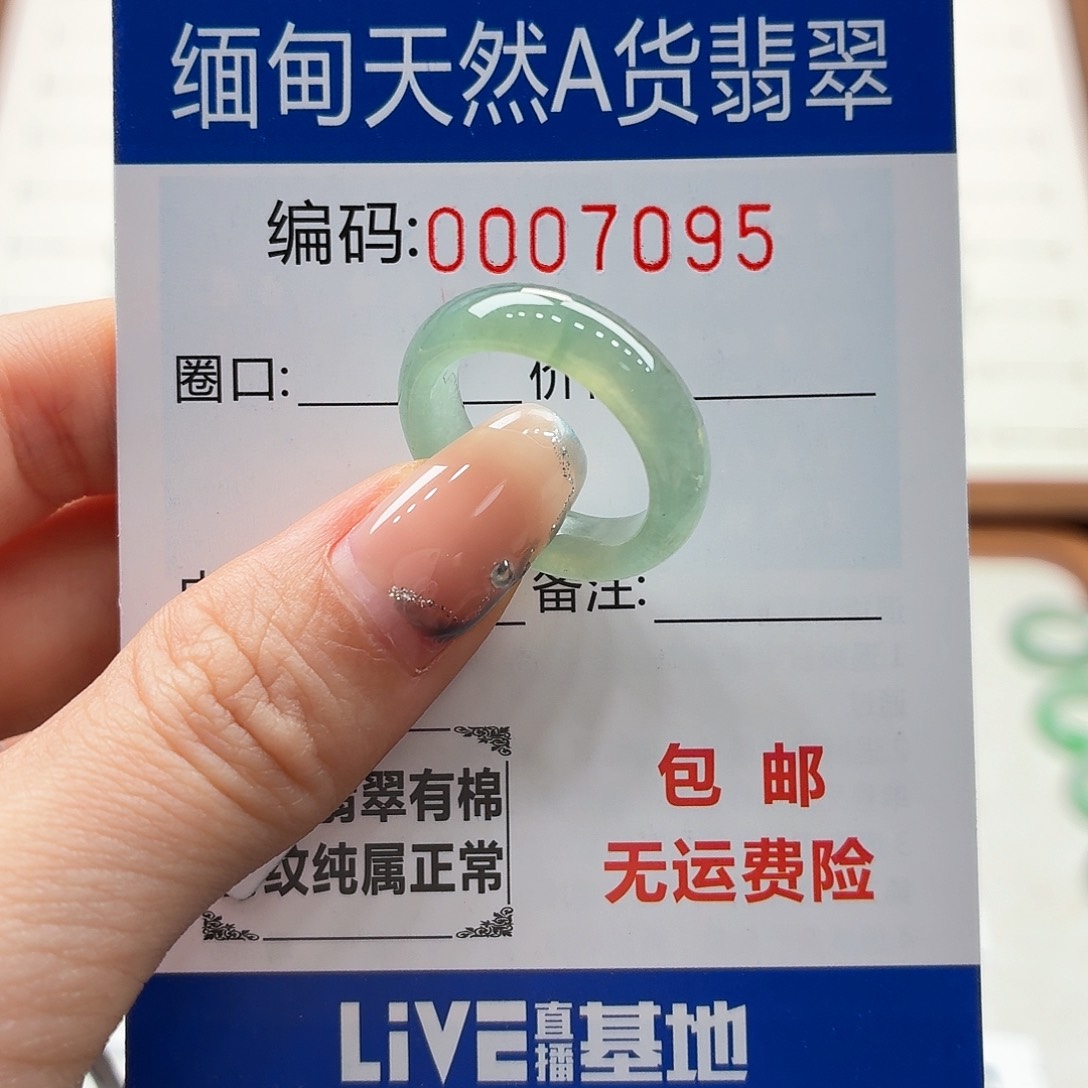 缅甸天然A货翡翠
编码:0007095
圈口:
备注:
翡翠有棉
纹纯属正常
包邮
无运费险
LiVE直播基地